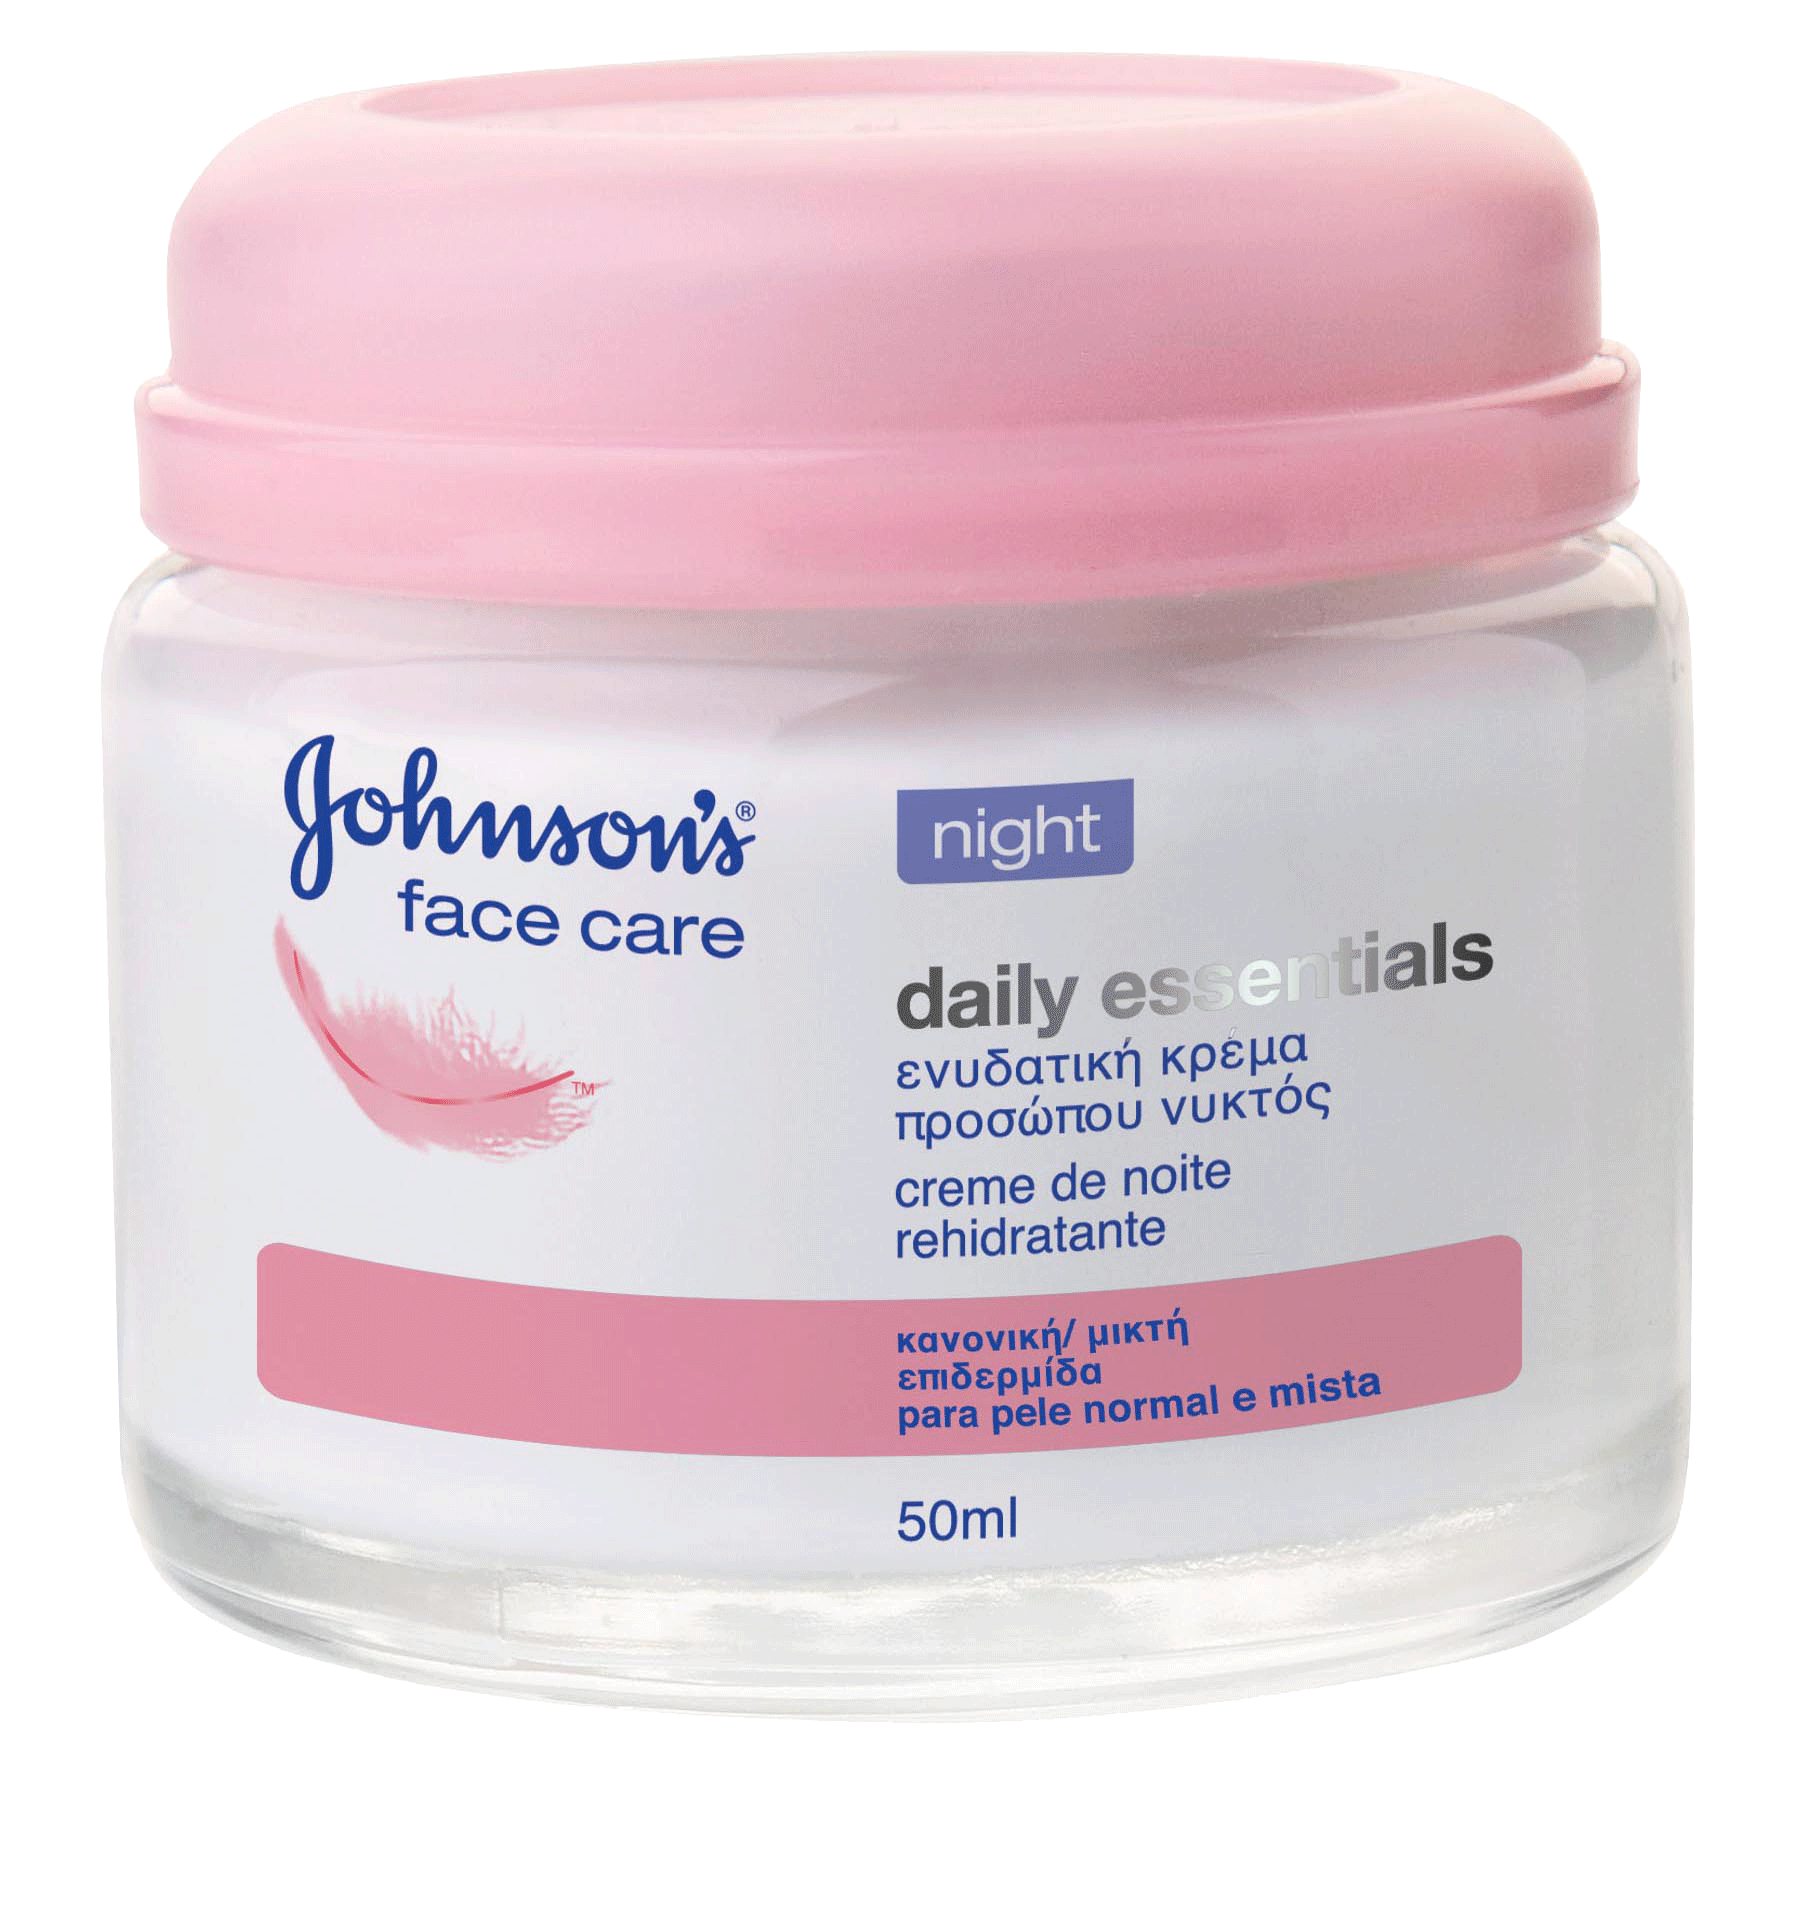 Johnson's®
face care
TM
night
daily essentials
ενυδατική κρέμα
προσώπου νυκτός
creme de noite
rehidratante
κανονική/ μικτή
επιδερμίδα
para pele normal e mista
50ml